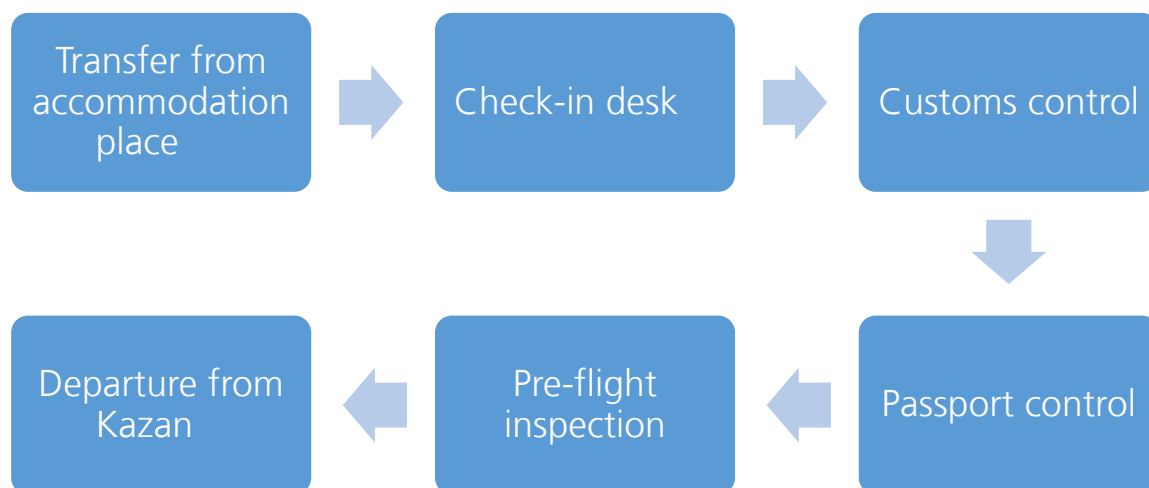 Transfer from
accommodation
place
Check-in desk
Customs control
Passport control
Pre-flight
inspection
Departure from
Kazan